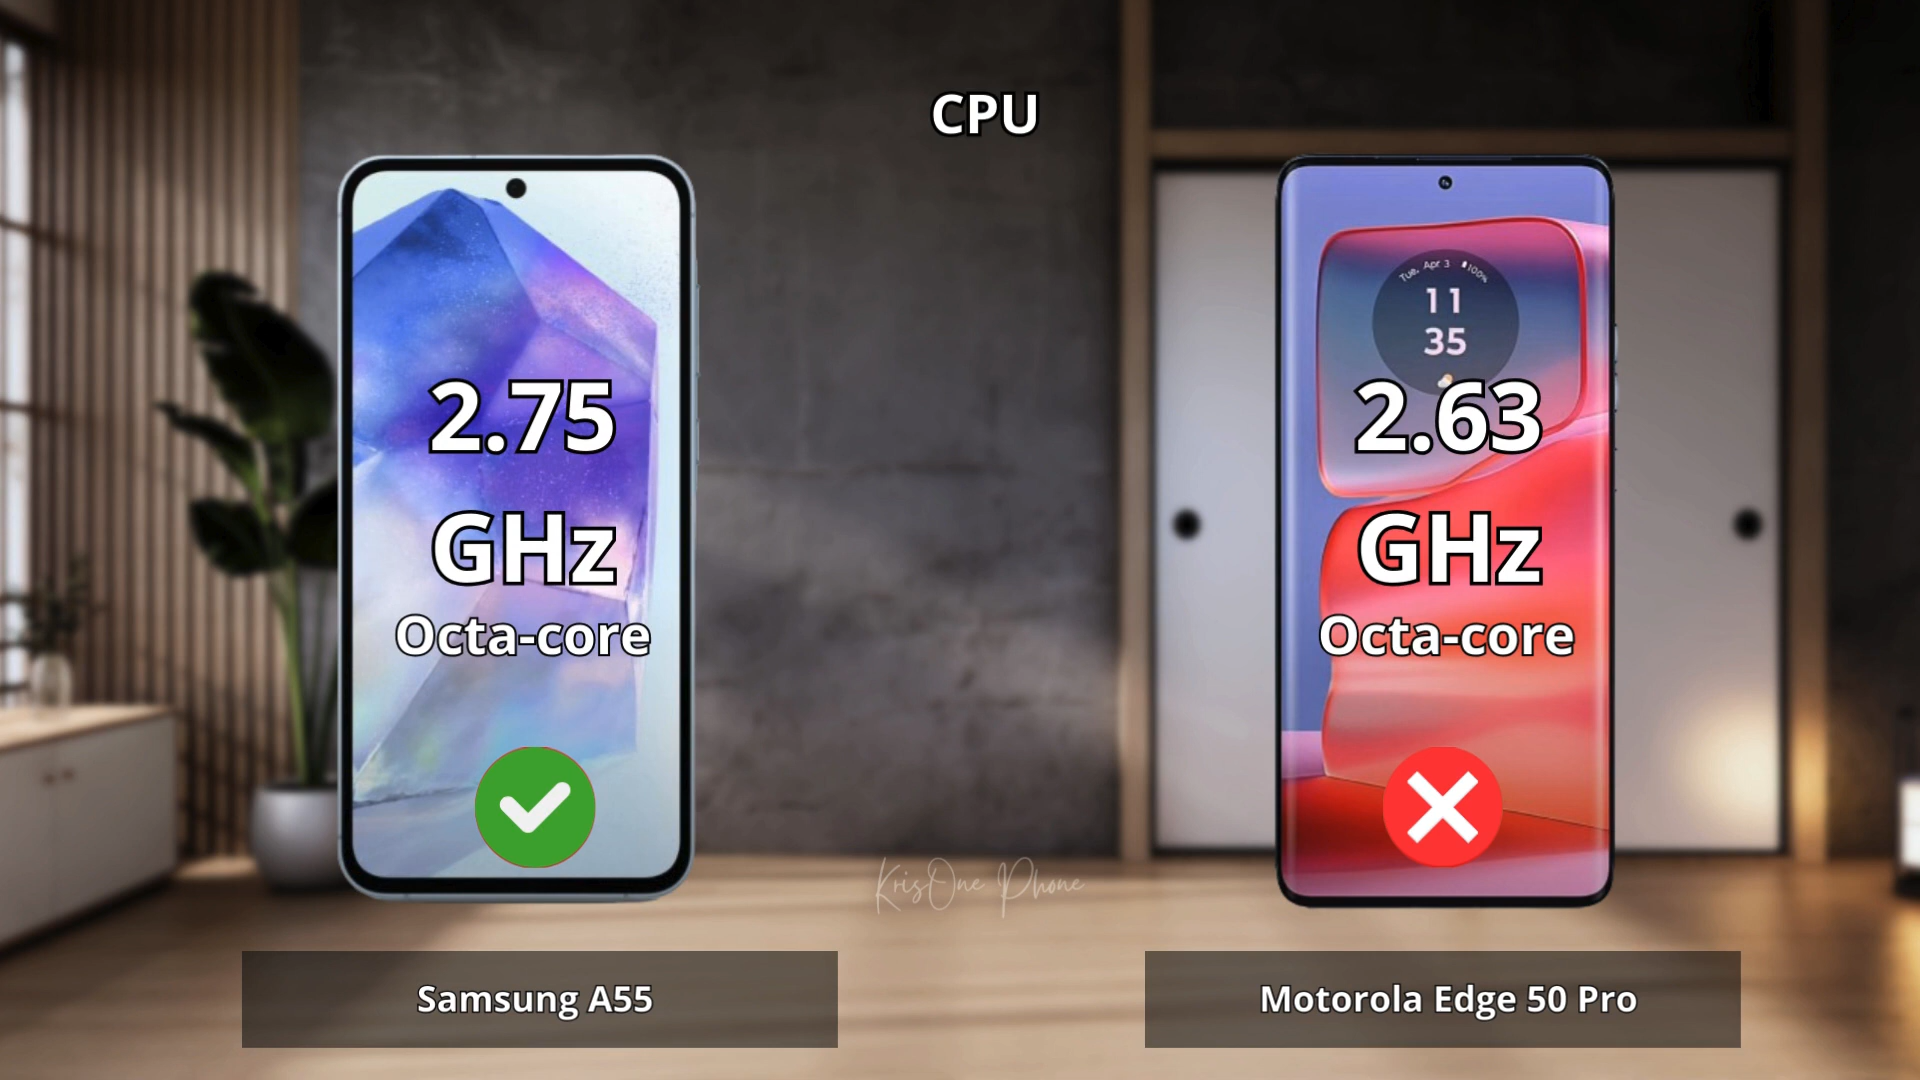 CPU
Tue, Apr 3 100%
11
35
2.75
GHz
Octa-core
2.63
GHz
Octa-core
KrisOne Phone
Samsung A55
Motorola Edge 50 Pro